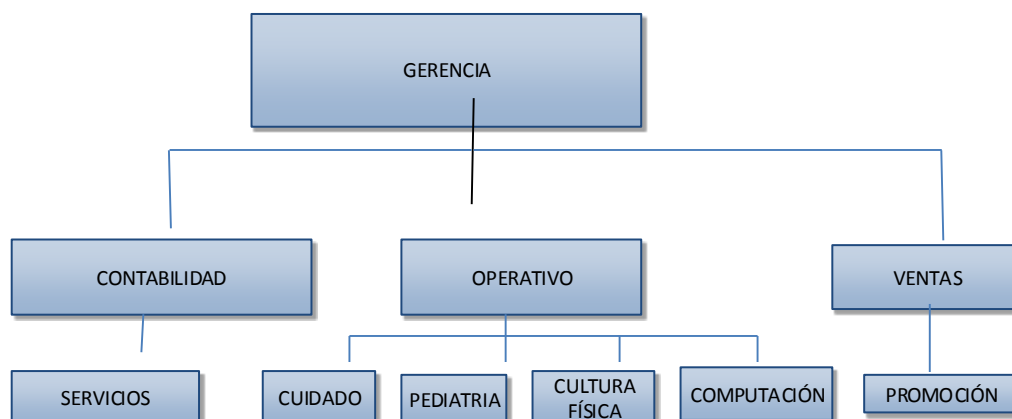 GERENCIA
CONTABILIDAD
OPERATIVO
VENTAS
SERVICIOS
CUIDADO
PEDIATRIA
CULTURA
FÍSICA
COMPUTACIÓN
PROMOCIÓN